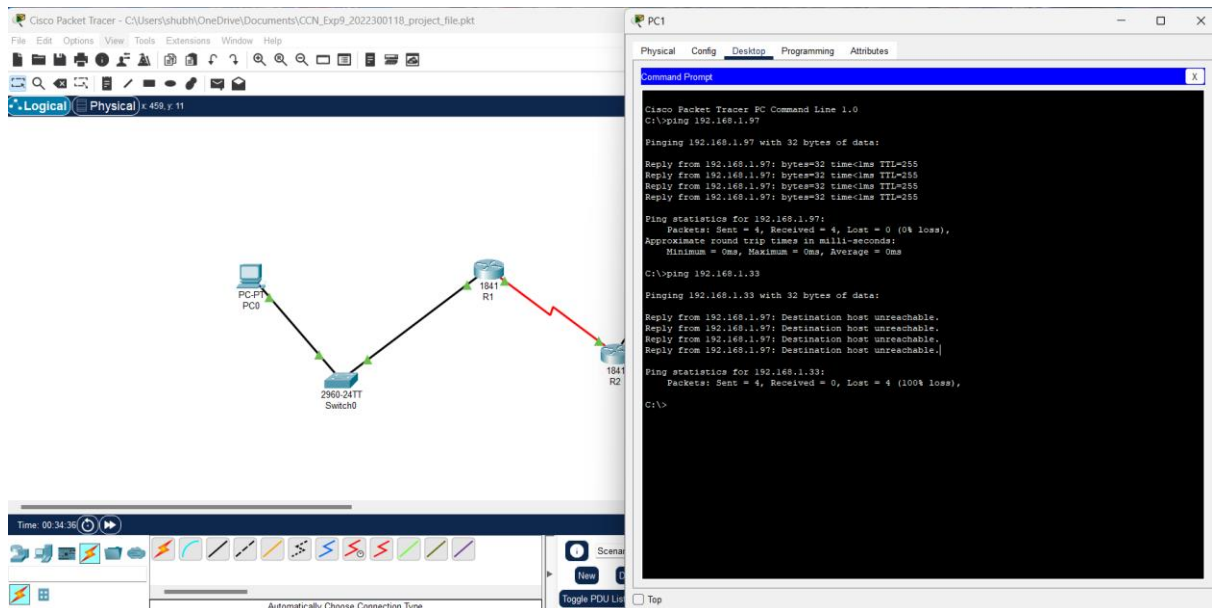 Cisco Packet Tracer - C:\Users\shubh\OneDrive\Documents\CCN_Exp9_2022300118_project_file.pkt
File Edit Options View Tools Extensions Window Help
Logical Physical x: 459, y: 11
PC-PT
PC0
1841
R1
1841
R2
2960-24TT
Switch0
Time: 00:34:36
Automatically Choose Connection Type
Scenar
New D
Toggle PDU List
PC1
Physical Config Desktop Programming Attributes
Command Prompt X
Cisco Packet Tracer PC Command Line 1.0
C:\>ping 192.168.1.97
Pinging 192.168.1.97 with 32 bytes of data:
Reply from 192.168.1.97: bytes=32 time<1ms TTL=255
Reply from 192.168.1.97: bytes=32 time<1ms TTL=255
Reply from 192.168.1.97: bytes=32 time<1ms TTL=255
Reply from 192.168.1.97: bytes=32 time<1ms TTL=255
Ping statistics for 192.168.1.97:
Packets: Sent = 4, Received = 4, Lost = 0 (0% loss),
Approximate round trip times in milli-seconds:
Minimum = 0ms, Maximum = 0ms, Average = 0ms
C:\>ping 192.168.1.33
Pinging 192.168.1.33 with 32 bytes of data:
Reply from 192.168.1.97: Destination host unreachable.
Reply from 192.168.1.97: Destination host unreachable.
Reply from 192.168.1.97: Destination host unreachable.
Reply from 192.168.1.97: Destination host unreachable.
Ping statistics for 192.168.1.33:
Packets: Sent = 4, Received = 0, Lost = 4 (100% loss),
C:\>
Top